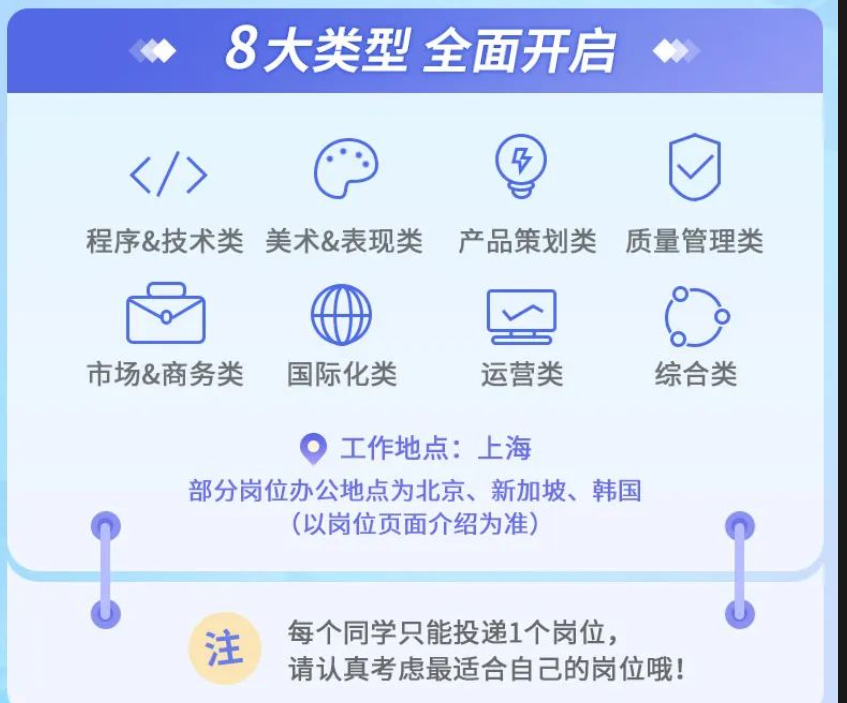 8大类型 全面开启
程序&技术类 美术&表现类 产品策划类 质量管理类
市场&商务类 国际化类 运营类 综合类
工作地点：上海
部分岗位办公地点为北京、新加坡、韩国
（以岗位页面介绍为准）
注
每个同学只能投递1个岗位，
请认真考虑最适合自己的岗位哦！